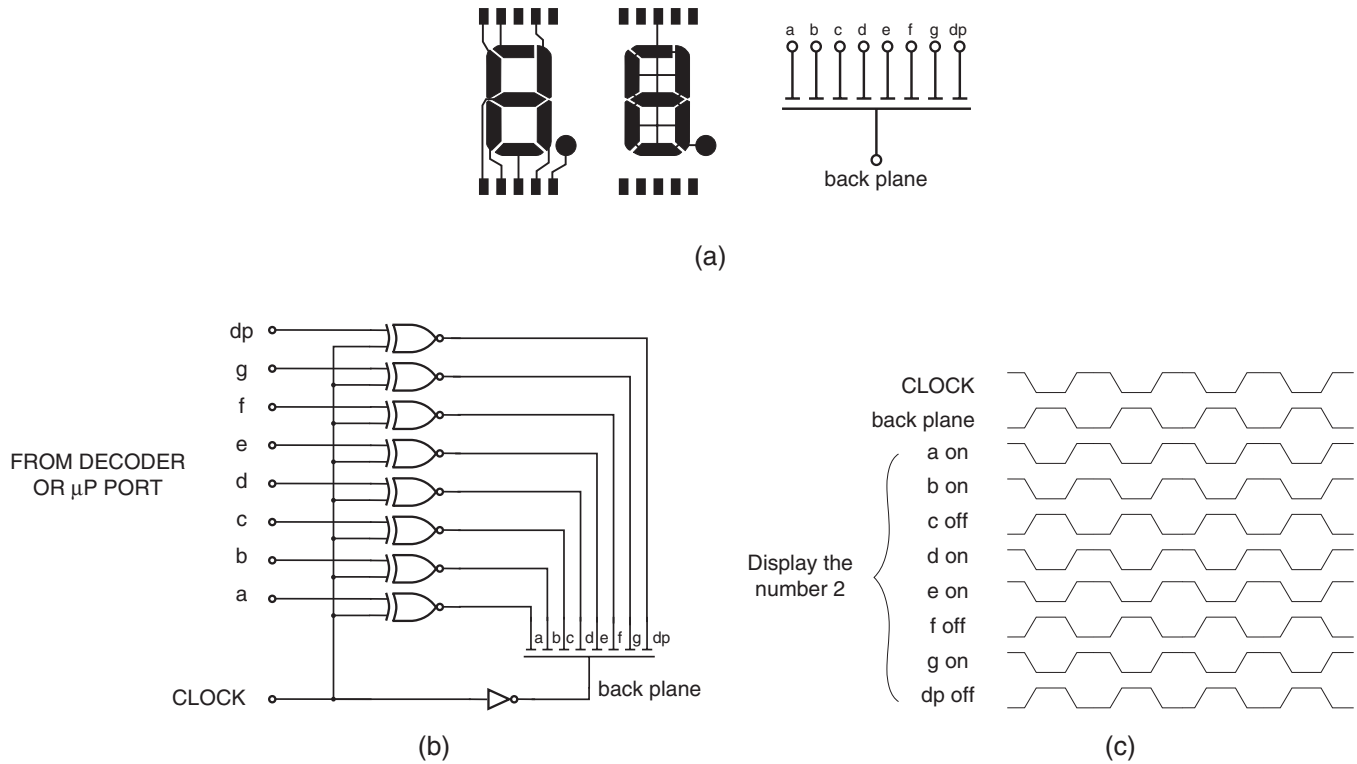 a b c d e f g dp
back plane
(a)
dp
g
f
e
d
c
b
a
FROM DECODER
OR μP PORT
CLOCK
a b c d e f g dp
back plane
(b)
CLOCK
back plane
a on
b on
c off
d on
e on
f off
g on
dp off
Display the
number 2
(c)